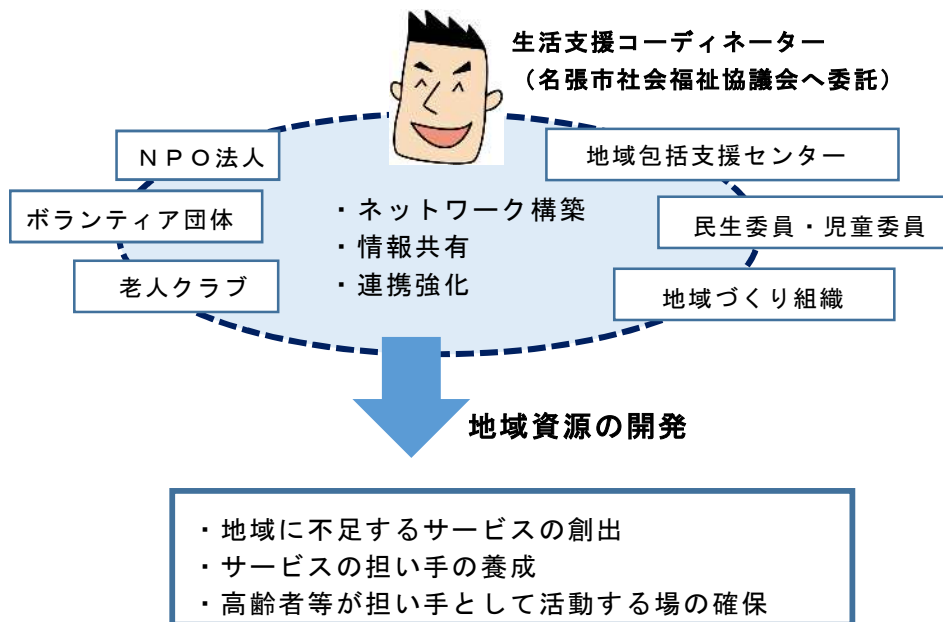 生活支援コーディネーター
（名張市社会福祉協議会へ委託）
ＮＰＯ法人
地域包括支援センター
ボランティア団体
民生委員・児童委員
老人クラブ
地域づくり組織
・ネットワーク構築
・情報共有
・連携強化
地域資源の開発
・地域に不足するサービスの創出
・サービスの担い手の養成
・高齢者等が担い手として活動する場の確保